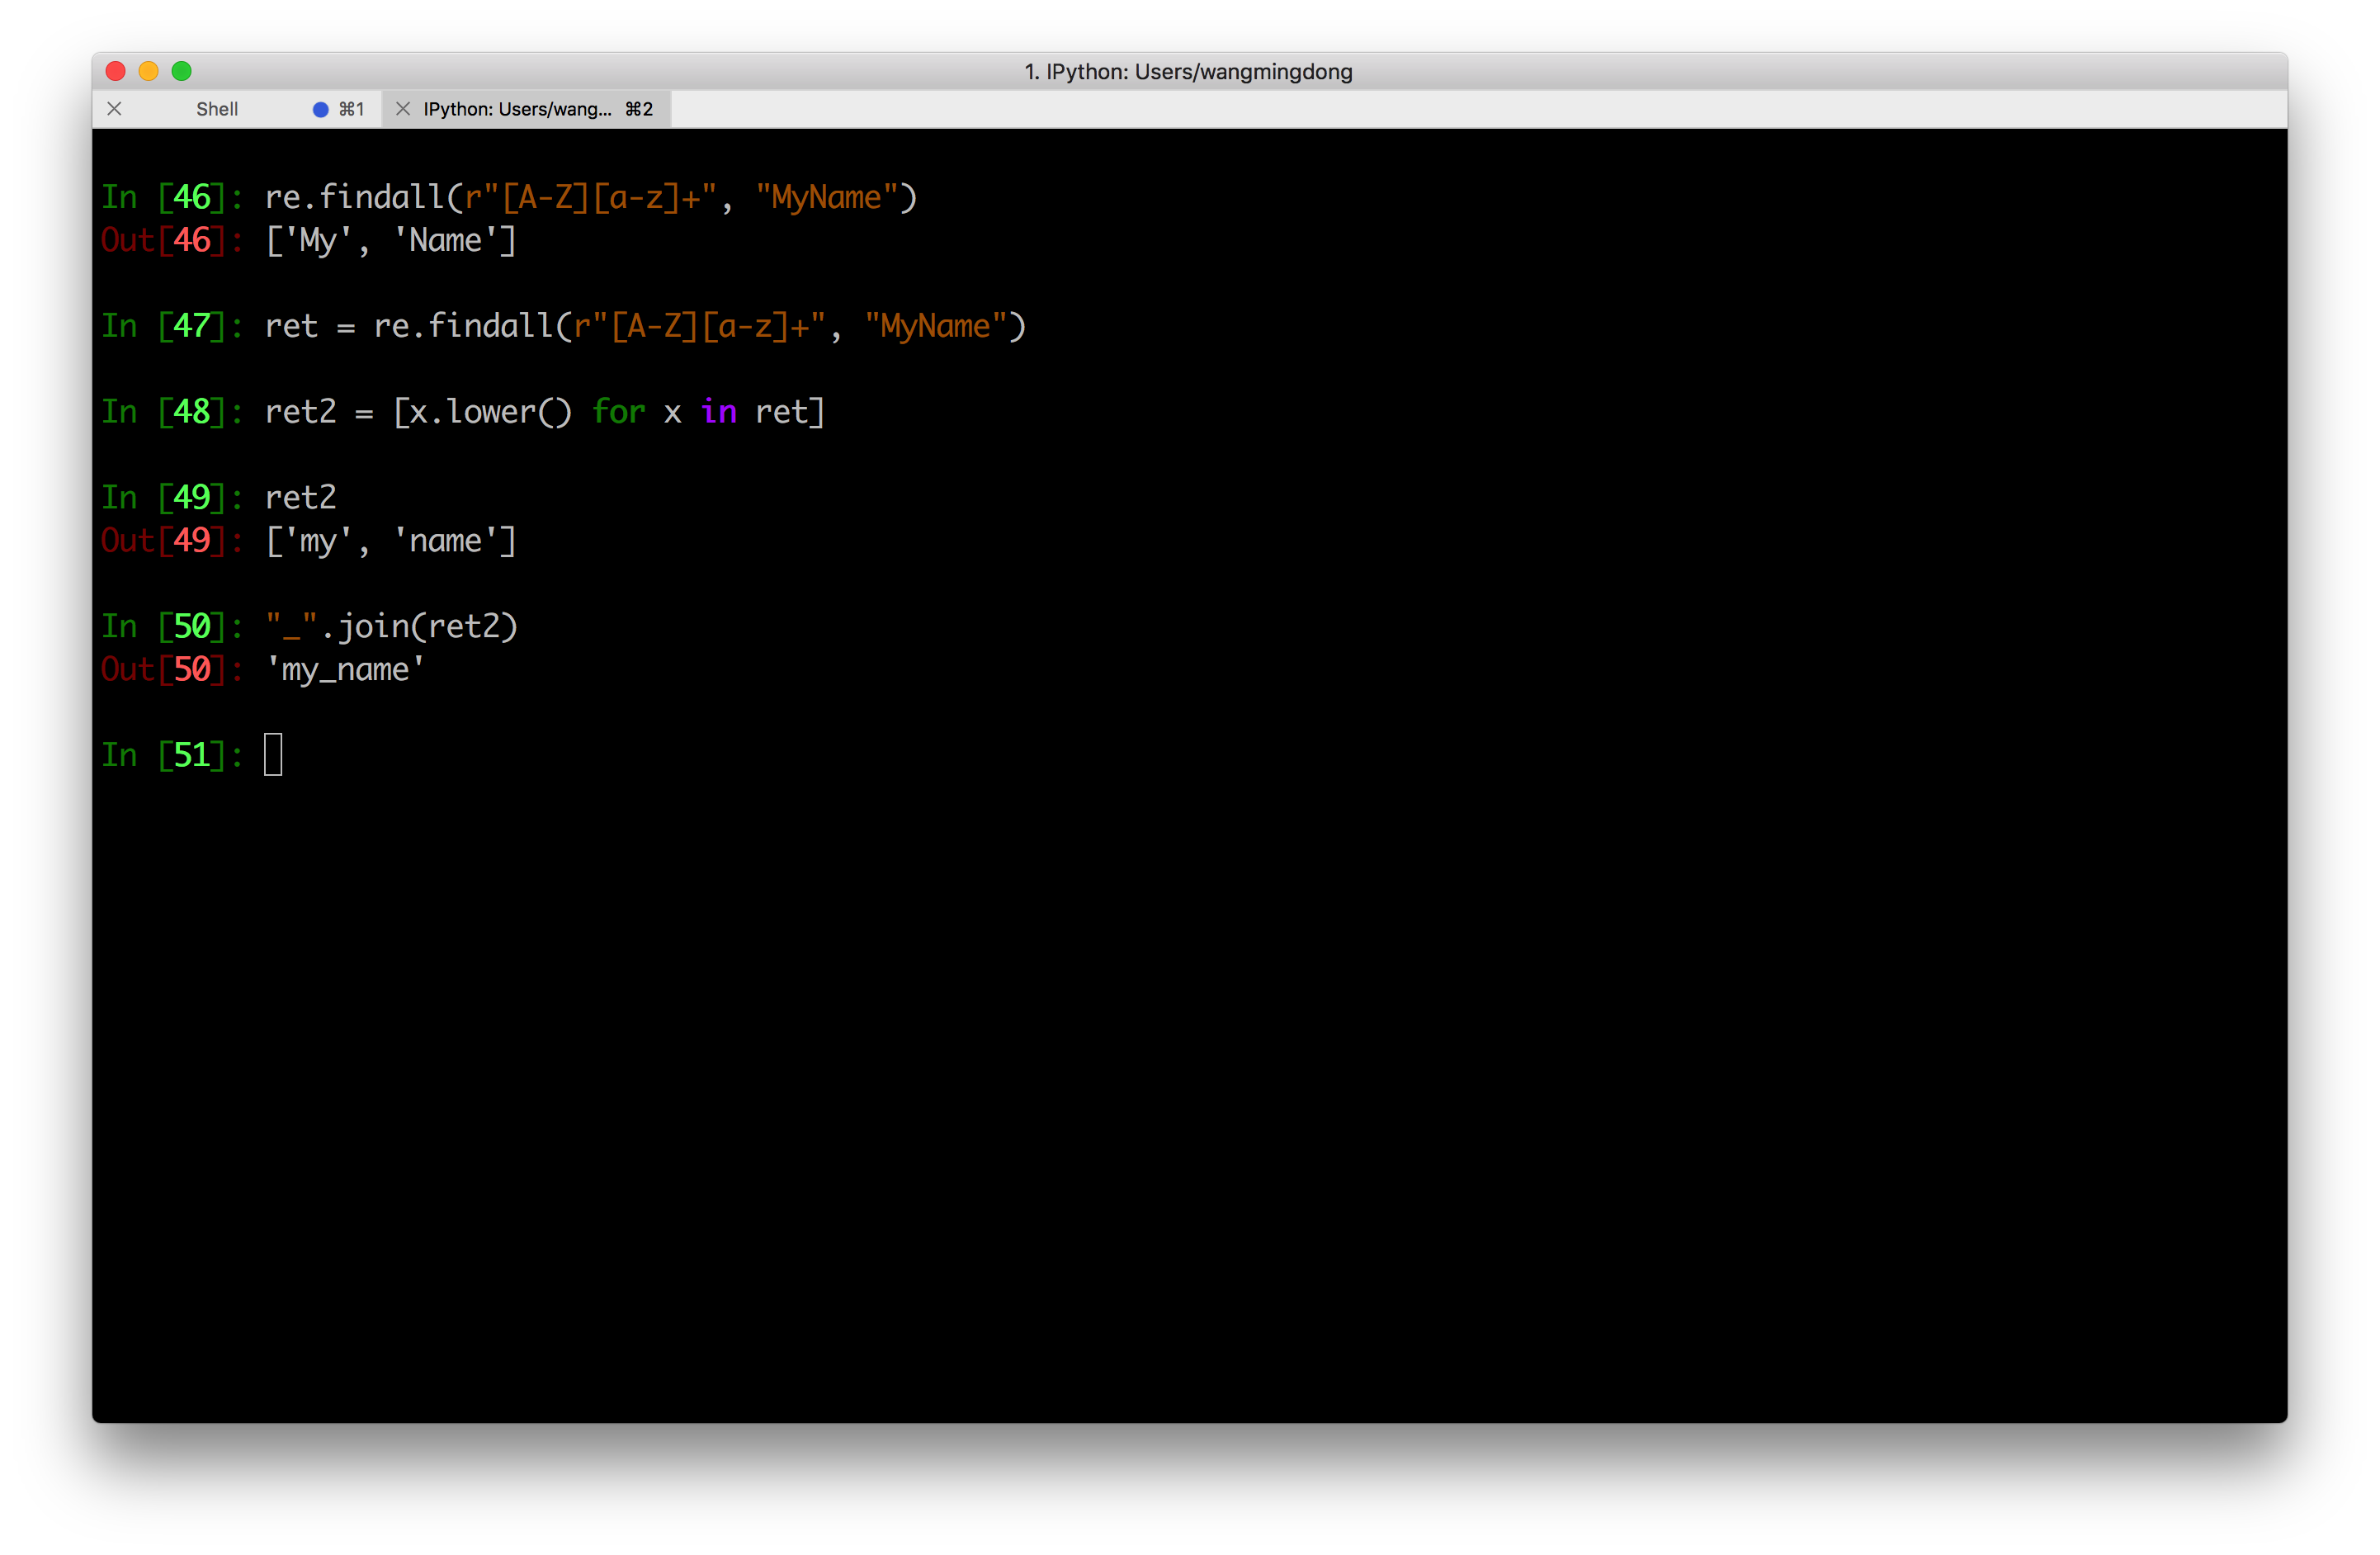 1. IPython: Users/wangmingdong
Shell ⌘1 IPython: Users/wang... ⌘2
In [46]: re.findall(r"[A-Z][a-z]+", "MyName")
Out[46]: ['My', 'Name']
In [47]: ret = re.findall(r"[A-Z][a-z]+", "MyName")
In [48]: ret2 = [x.lower() for x in ret]
In [49]: ret2
Out[49]: ['my', 'name']
In [50]: "_".join(ret2)
Out[50]: 'my_name'
In [51]: